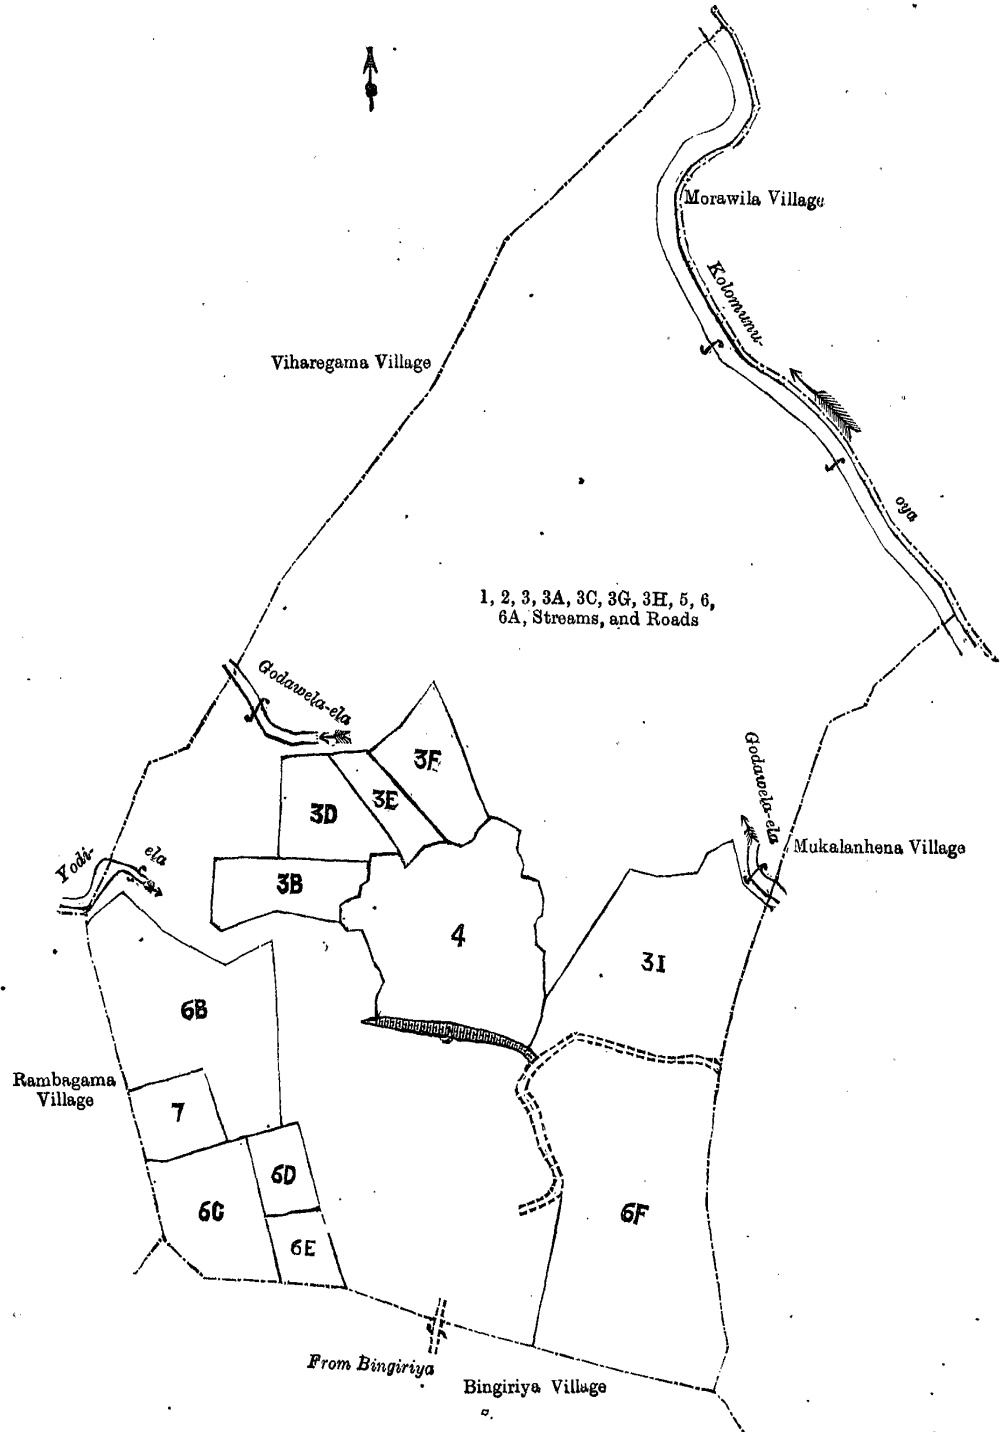 Morawila Village
Kolomunu-
oya
Viharegama Village
1, 2, 3, 3A, 3C, 3G, 3H, 5, 6,
6A, Streams, and Roads
Godawela-ela
3F
3E
3D
Godawela-ela
Mukalanhena Village
Yodi-
ela
3B
4
3I
6B
Rambagama
Village
7
6D
6C
6F
6E
From Bingiriya
Bingiriya Village